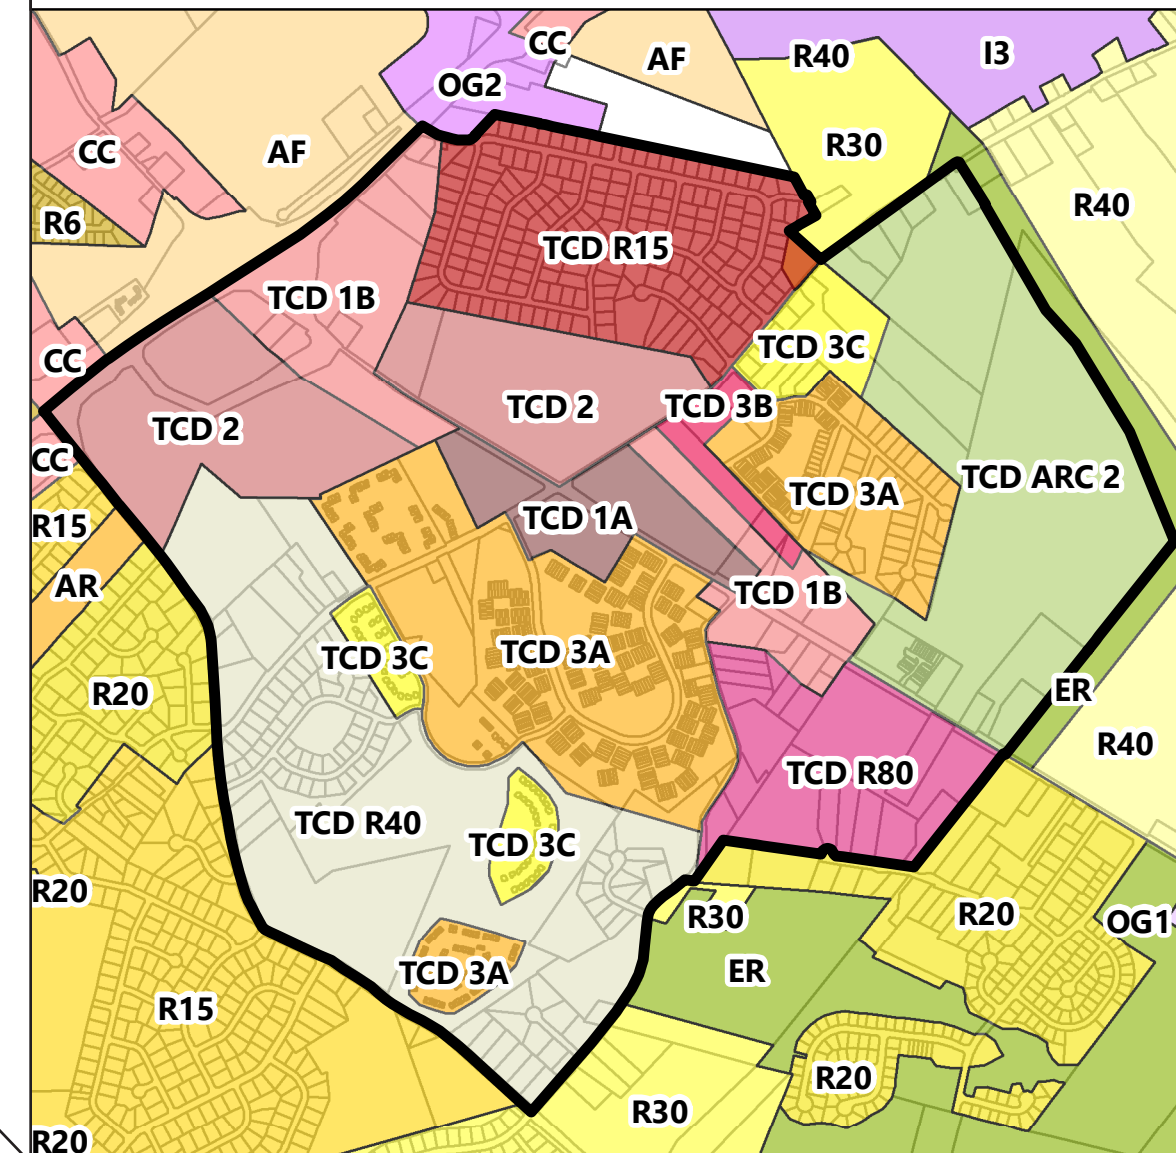 CC
AF
I3
R40
OG2
R30
CC
AF
R40
R6
TCD R15
TCD 1B
TCD 3C
CC
TCD 3B
TCD 2
TCD 2
CC
TCD ARC 2
TCD 3A
TCD 1A
R15
AR
TCD 1B
TCD 3A
TCD 3C
ER
R20
R40
TCD R80
TCD R40
TCD 3C
R20
R30
R20
OG1
ER
TCD 3A
R15
R20
R30
R20